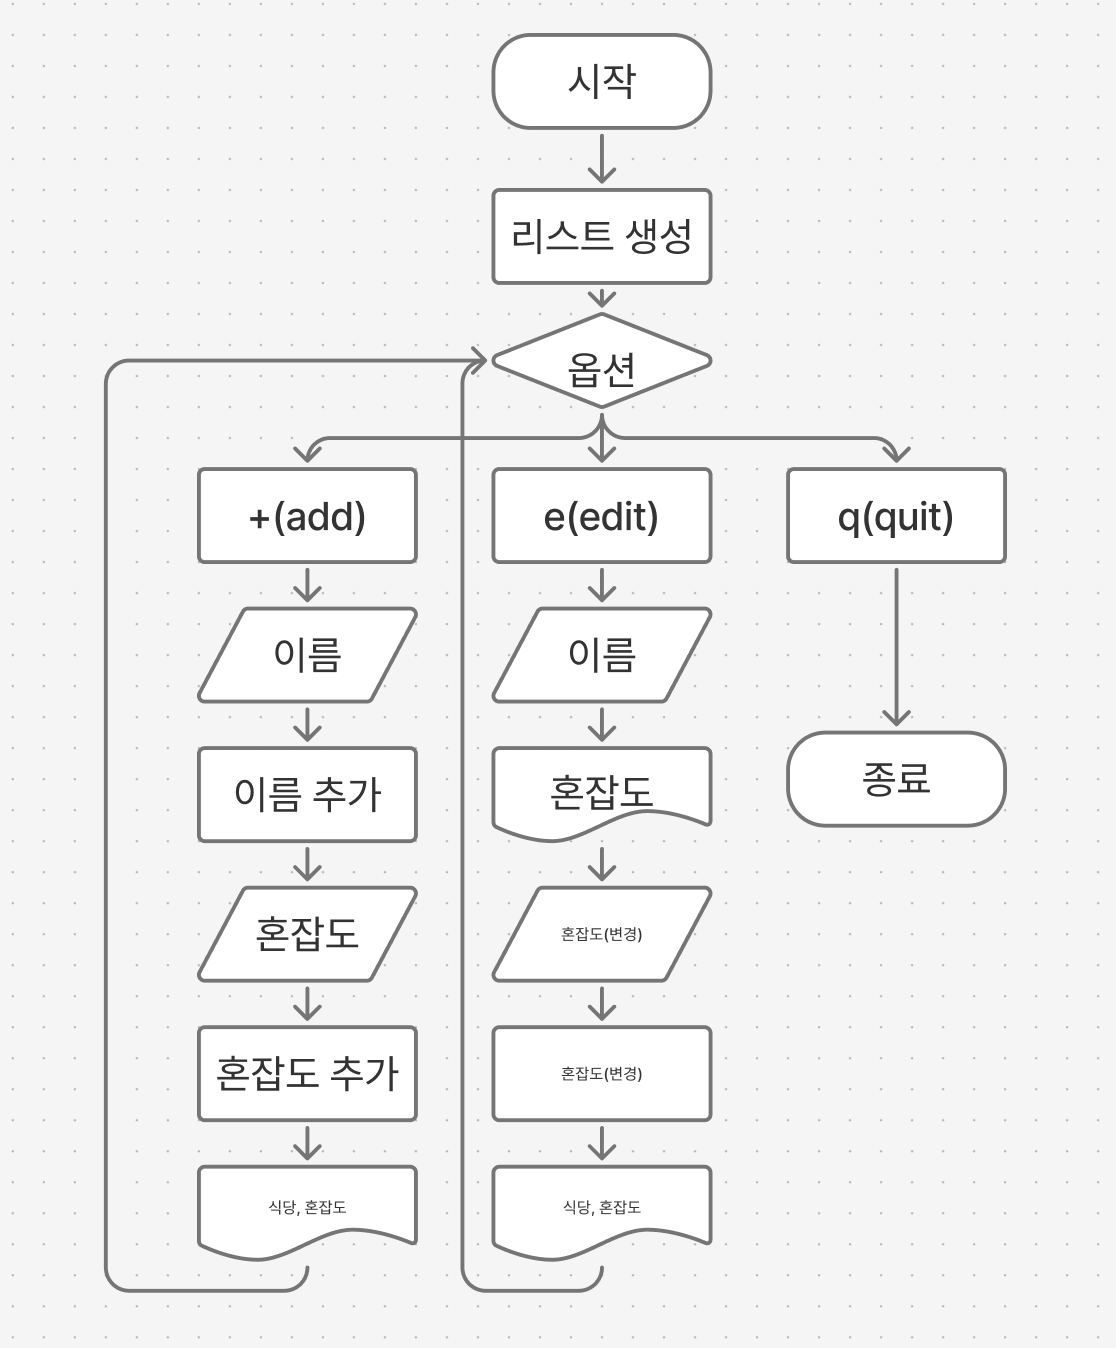 시작
리스트 생성
옵션
+(add)
e(edit)
q(quit)
이름
이름
이름 추가
혼잡도
종료
혼잡도
혼잡도(변경)
혼잡도 추가
혼잡도(변경)
식당, 혼잡도
식당, 혼잡도